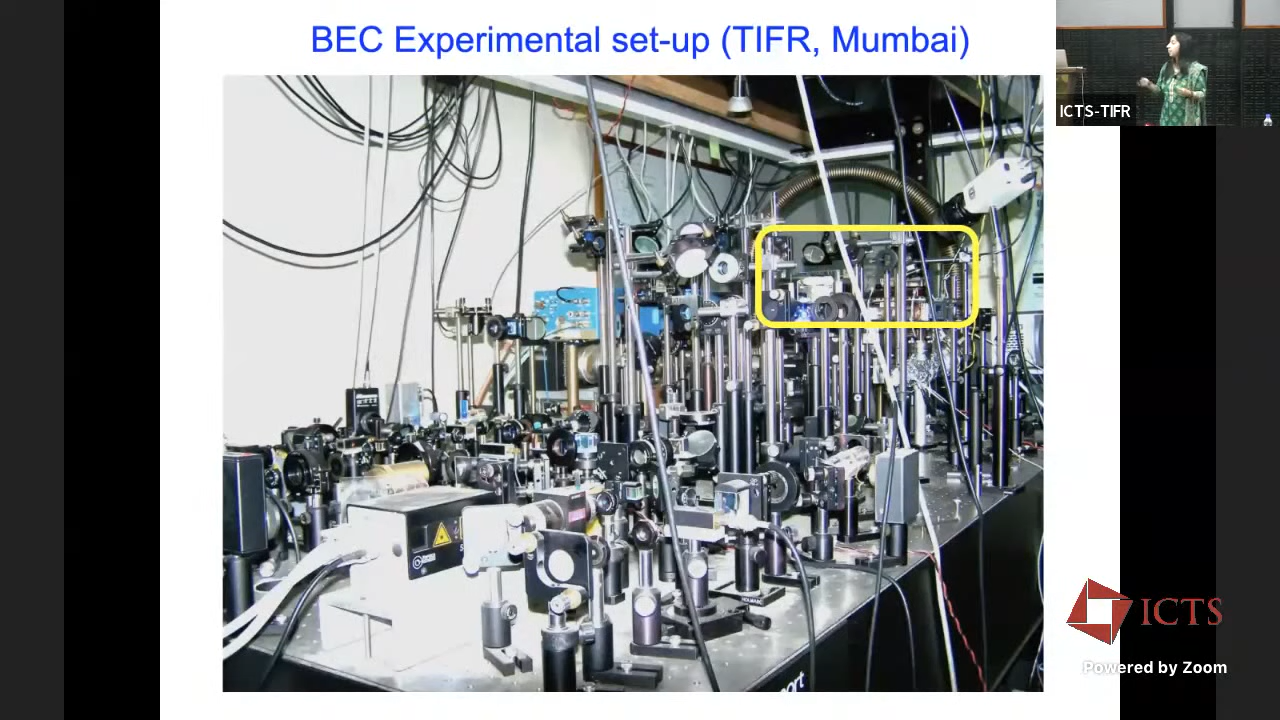 BEC Experimental set-up (TIFR, Mumbai)
ICTS-TIFR
ICTS
Powered by Zoom